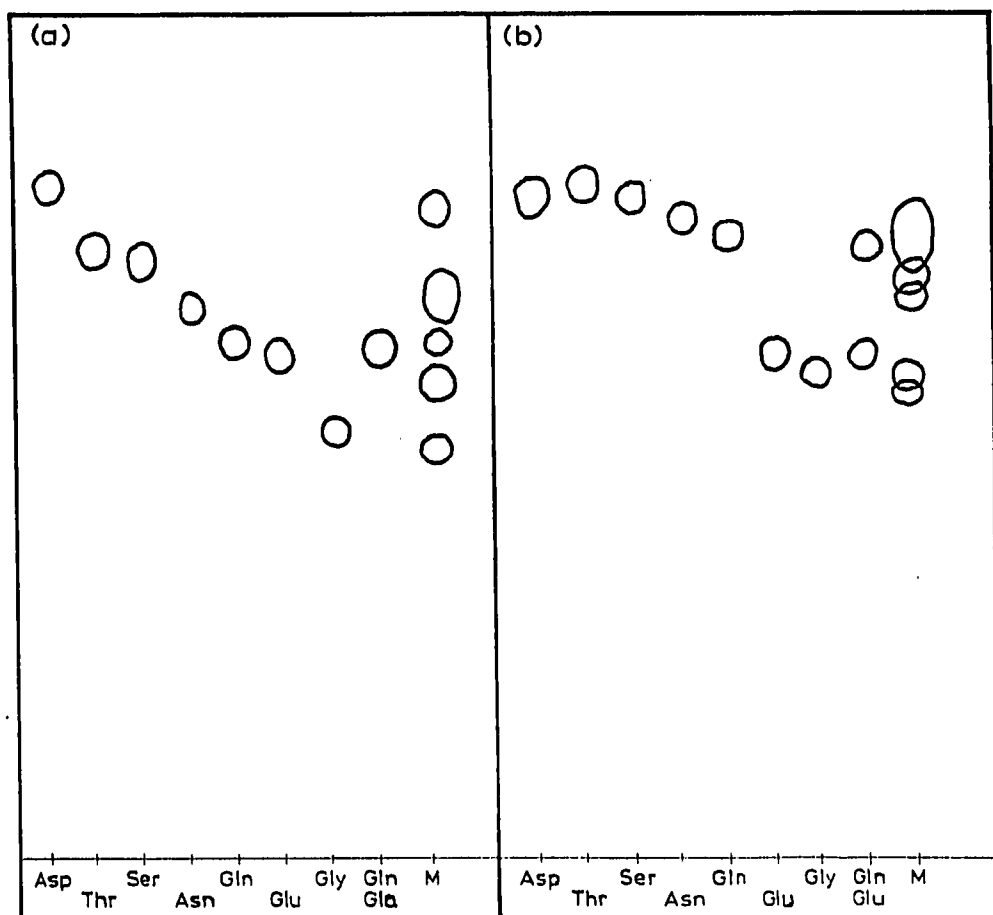 (a)
(b)
Asp Ser Gln Gly Gln M
Thr Asn Glu Gla
Asp Ser Gln Gly Gln M
Thr Asn Glu Glu